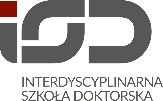 ISD
INTERDYSCYPLINARNA
SZKOŁA DOKTORSKA